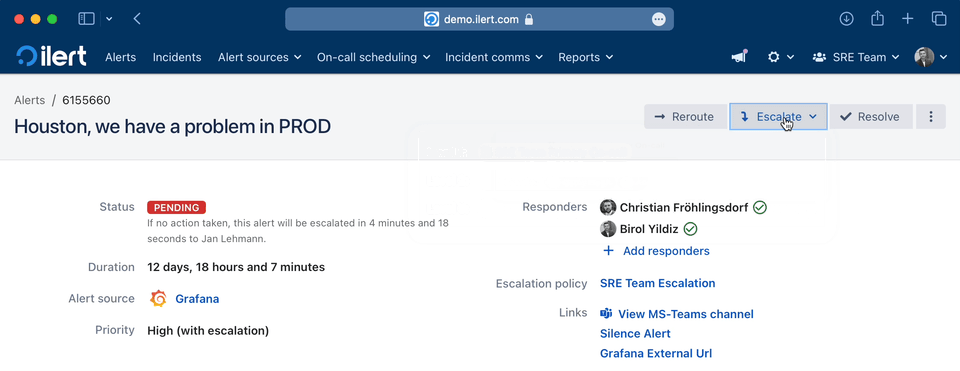 demo.ilert.com
ilert Alerts Incidents Alert sources On-call scheduling Incident comms Reports SRE Team
Alerts / 6155660
Houston, we have a problem in PROD
Reroute Escalate Resolve
Status PENDING
If no action taken, this alert will be escalated in 4 minutes and 18
seconds to Jan Lehmann.
Duration 12 days, 18 hours and 7 minutes
Alert source Grafana
Priority High (with escalation)
Responders Christian Fröhlingsdorf
Birol Yildiz
+ Add responders
Escalation policy SRE Team Escalation
Links View MS-Teams channel
Silence Alert
Grafana External Url